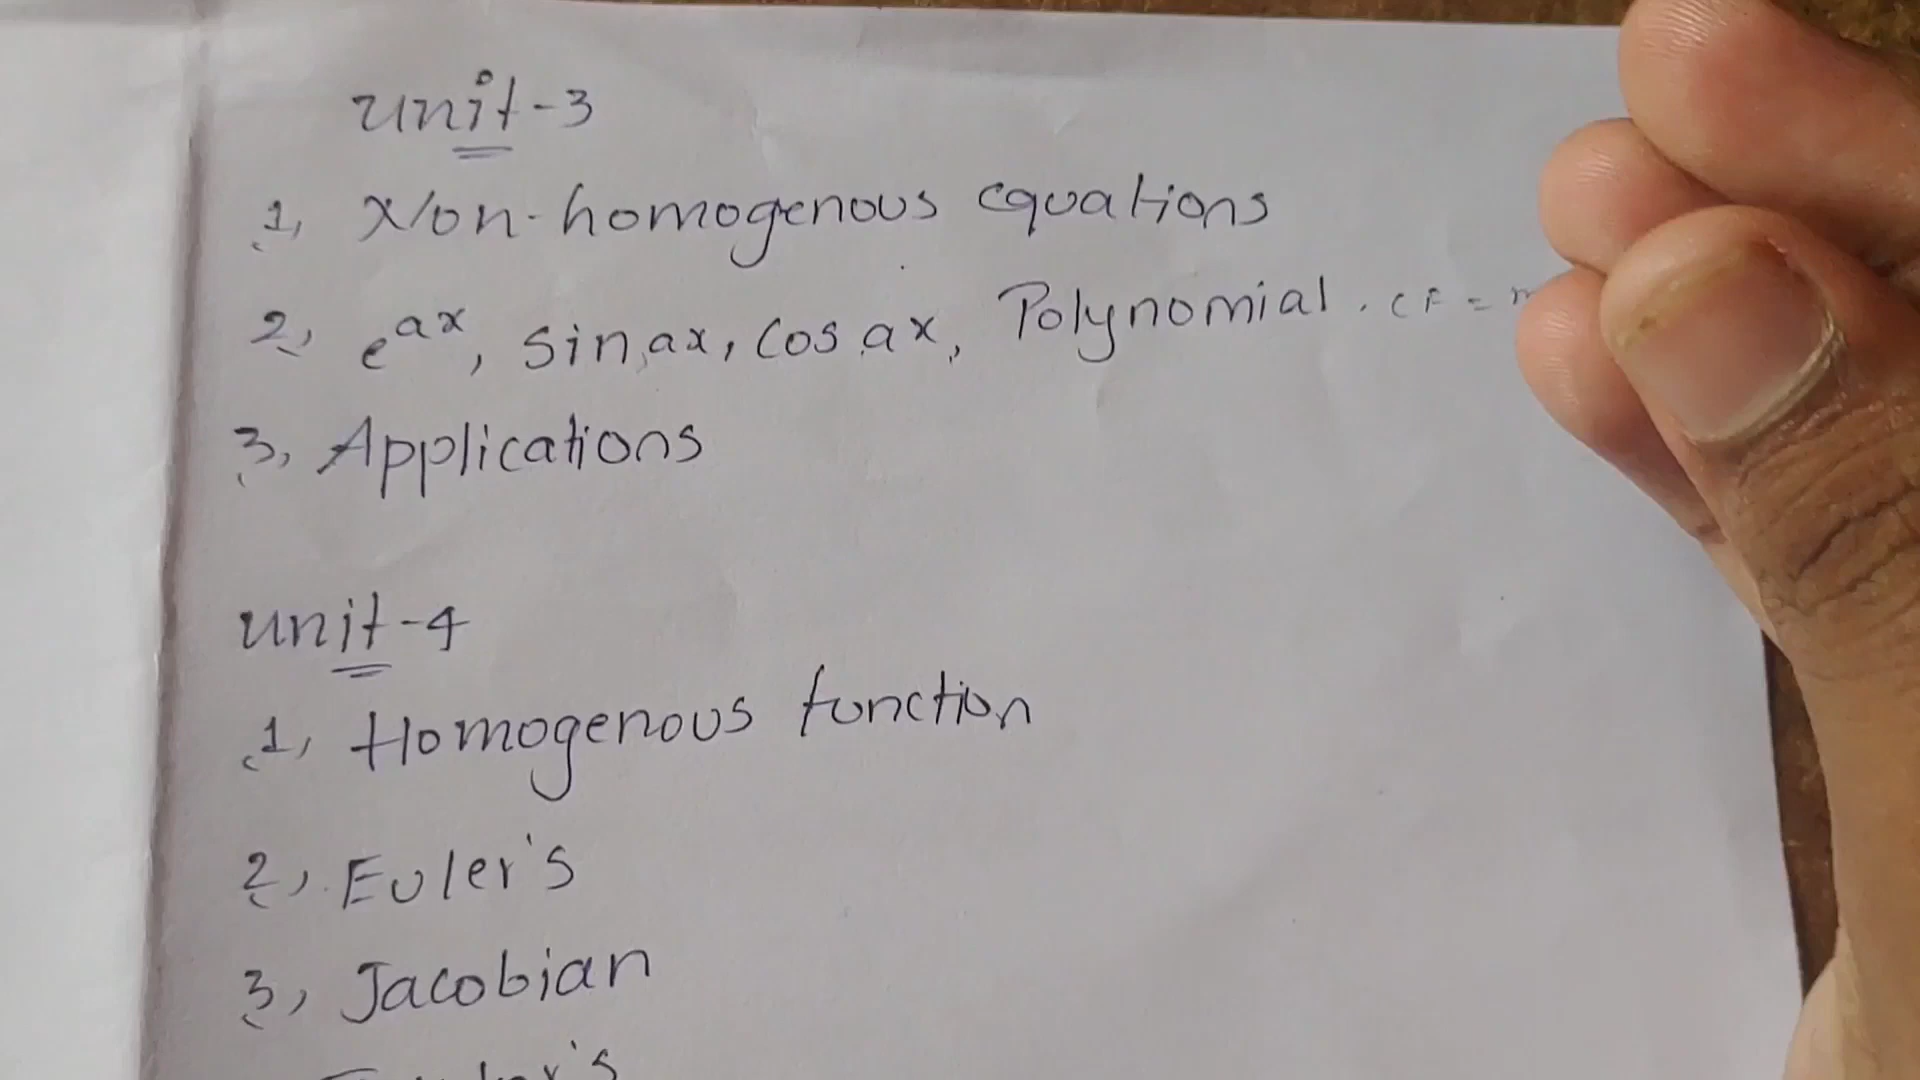 Unit-3
1, Non-homogenous equations
2, e^ax, sin ax, cos ax, Polynomial. CF =
3, Applications
Unit-4
1, Homogenous function
2, Euler's
3, Jacobian